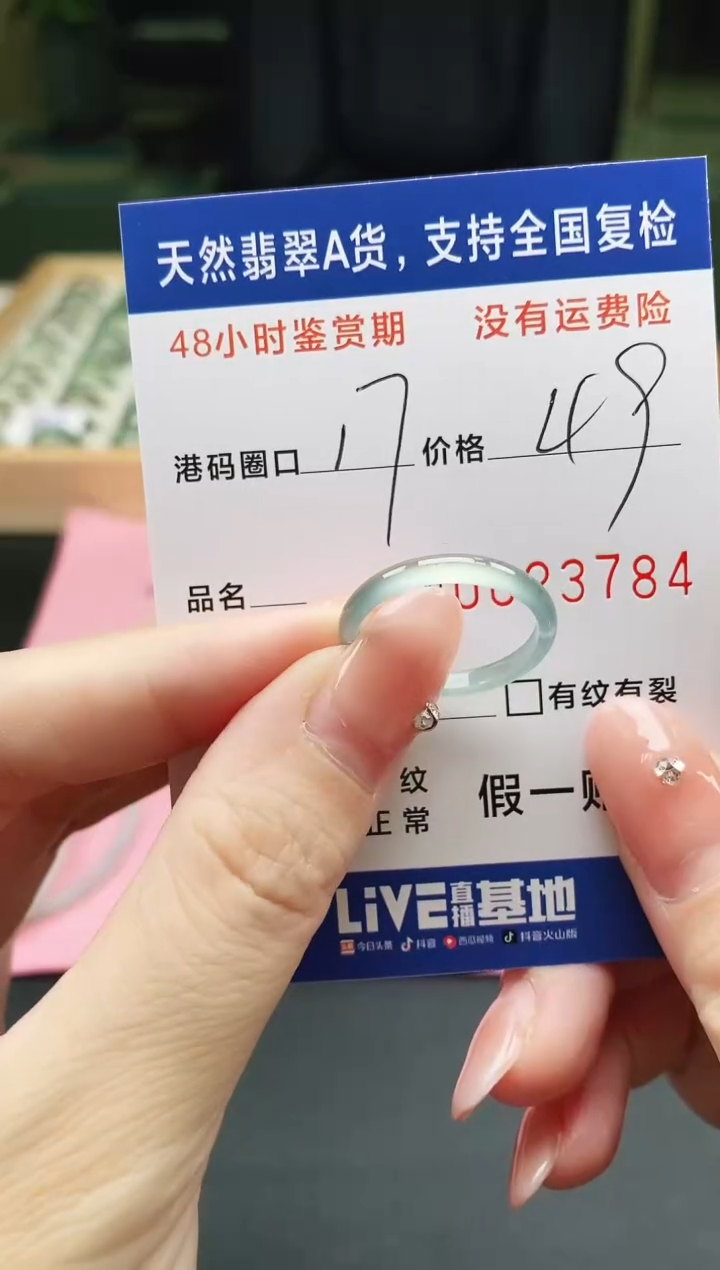 天然翡翠A货，支持全国复检
48小时鉴赏期 没有运费险
港码圈口 17 价格 49
品名 23784
有纹有裂
纹
正常 假一
LiVE直播基地
今日头条 抖音 西瓜视频 抖音火山版